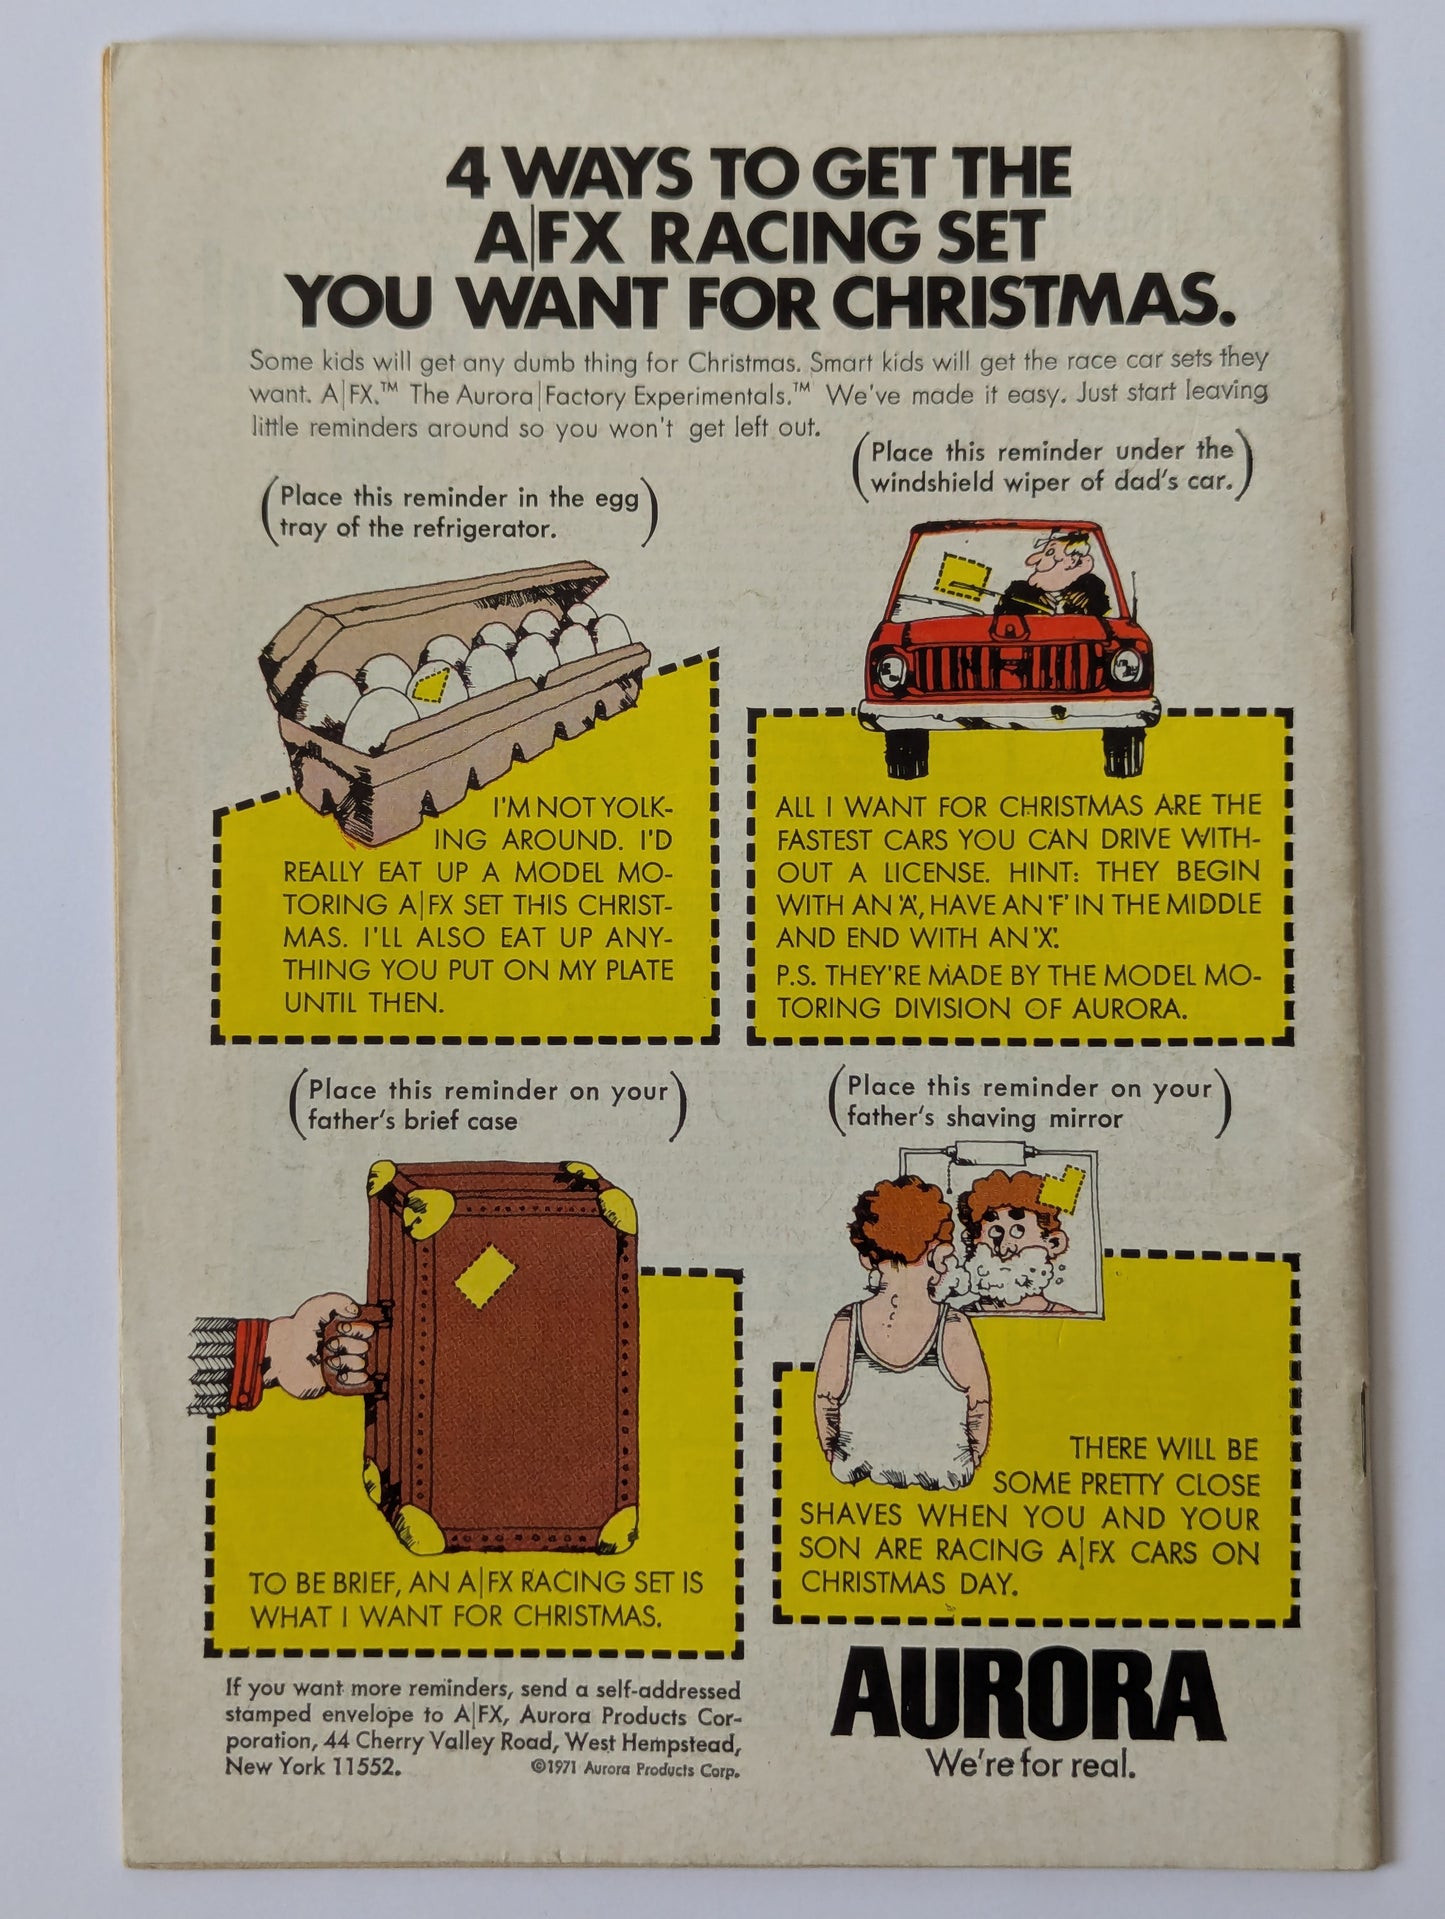 4 WAYS TO GET THE
A|FX RACING SET
YOU WANT FOR CHRISTMAS.
Some kids will get any dumb thing for Christmas. Smart kids will get the race car sets they
want. A|FX.™ The Aurora|Factory Experimentals.™ We've made it easy. Just start leaving
little reminders around so you won't get left out.
(Place this reminder in the egg
tray of the refrigerator.)
I'M NOT YOLK-
ING AROUND. I'D
REALLY EAT UP A MODEL MO-
TORING A|FX SET THIS CHRIST-
MAS. I'LL ALSO EAT UP ANY-
THING YOU PUT ON MY PLATE
UNTIL THEN.
(Place this reminder under the
windshield wiper of dad's car.)
ALL I WANT FOR CHRISTMAS ARE THE
FASTEST CARS YOU CAN DRIVE WITH-
OUT A LICENSE. HINT: THEY BEGIN
WITH AN 'A', HAVE AN 'F' IN THE MIDDLE
AND END WITH AN 'X'.
P.S. THEY'RE MADE BY THE MODEL MO-
TORING DIVISION OF AURORA.
(Place this reminder on your
father's brief case)
TO BE BRIEF, AN A|FX RACING SET IS
WHAT I WANT FOR CHRISTMAS.
(Place this reminder on your
father's shaving mirror)
THERE WILL BE
SOME PRETTY CLOSE
SHAVES WHEN YOU AND YOUR
SON ARE RACING A|FX CARS ON
CHRISTMAS DAY.
If you want more reminders, send a self-addressed
stamped envelope to A|FX, Aurora Products Cor-
poration, 44 Cherry Valley Road, West Hempstead,
New York 11552. ©1971 Aurora Products Corp.
AURORA
We're for real.